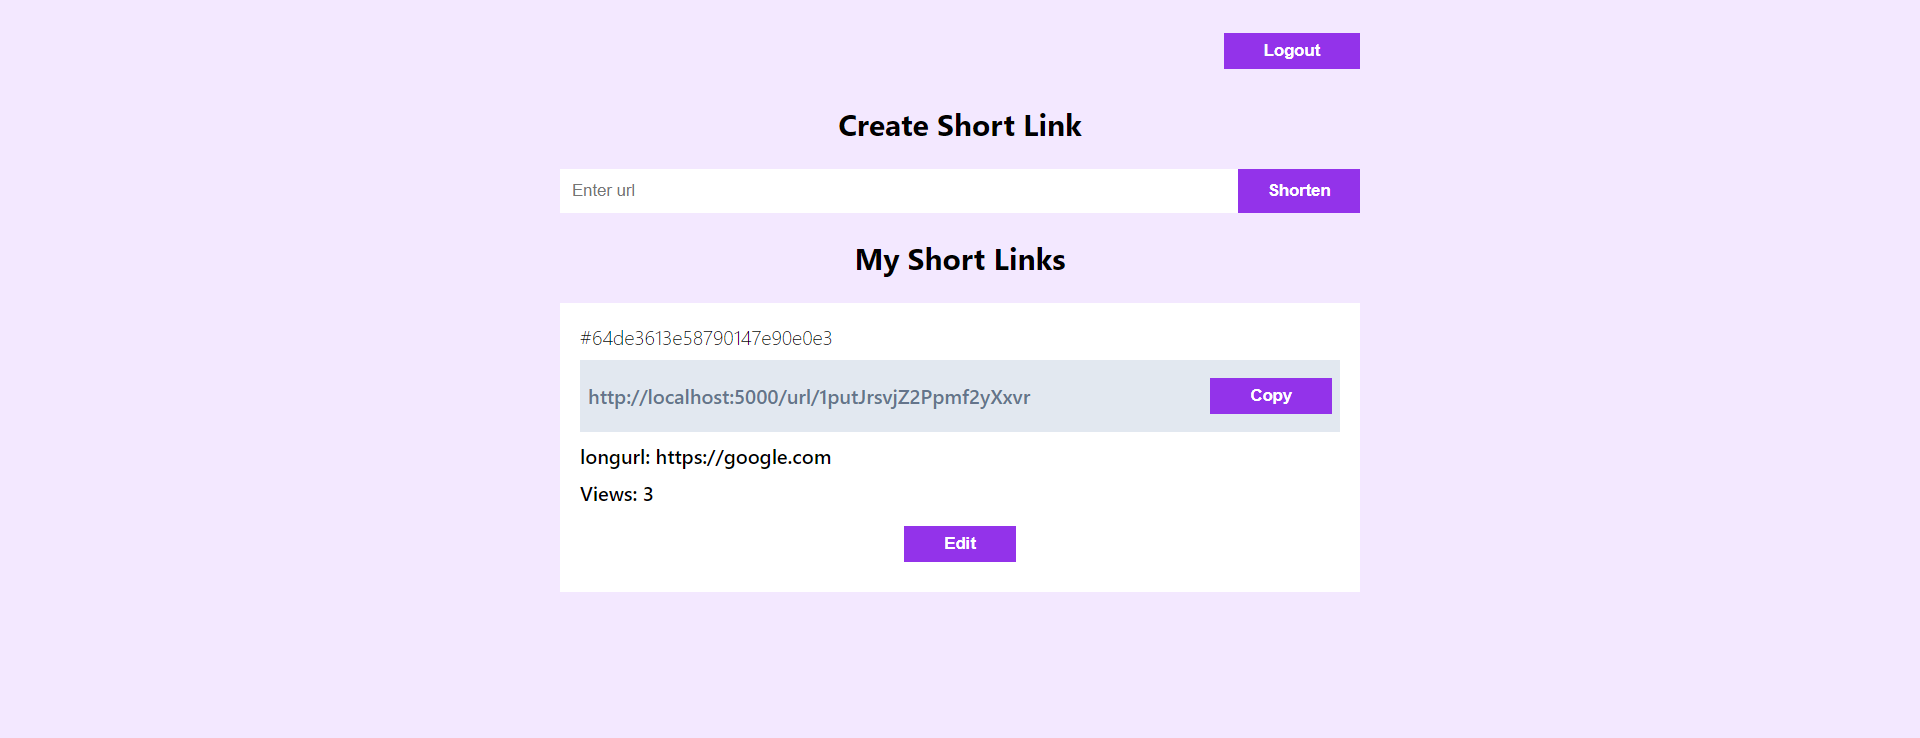 Logout
Create Short Link
Enter url
Shorten
My Short Links
#64de3613e58790147e90e0e3
http://localhost:5000/url/1putJrsvjZ2Ppmf2yXxvr
Copy
longurl: https://google.com
Views: 3
Edit